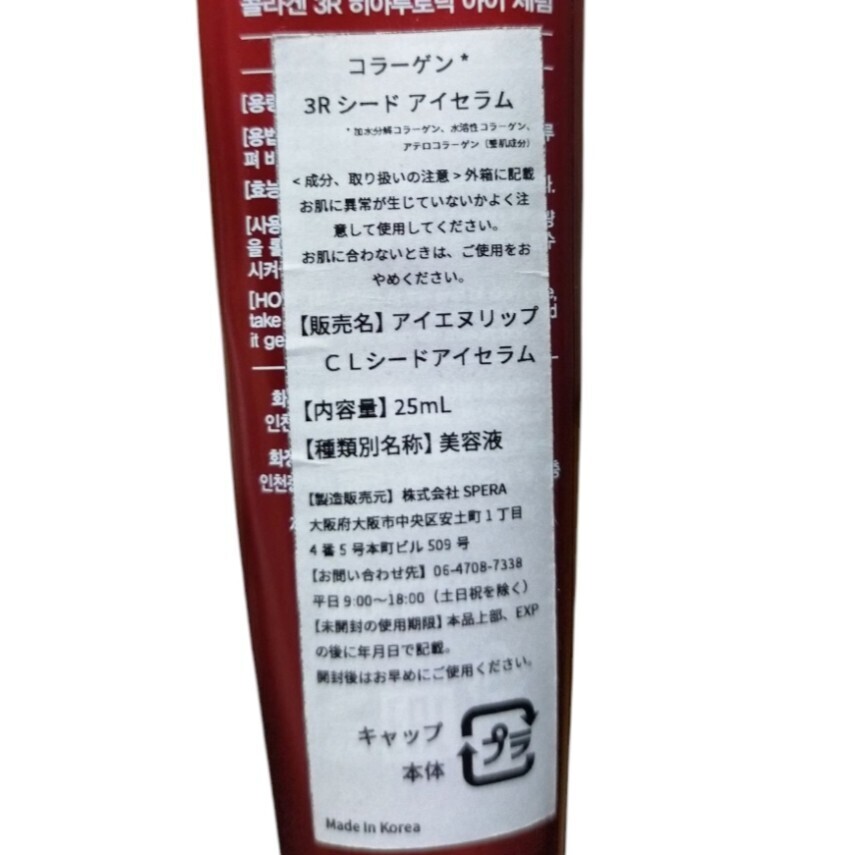 콜라겐 3R 히아루로닉 아이 세럼
コラーゲン *
3R シード アイセラム
* 加水分解コラーゲン、水溶性コラーゲン、
アテロコラーゲン（整肌成分）
＜成分、取り扱いの注意＞外箱に記載
お肌に異常が生じていないかよく注
意して使用してください。
お肌に合わないときは、ご使用をお
やめください。
【販売名】アイエヌリップ
ＣＬシードアイセラム
【内容量】25mL
【種類別名称】美容液
【製造販売元】株式会社 SPERA
大阪府大阪市中央区安土町１丁目
４番５号本町ビル 509 号
【お問い合わせ先】06-4708-7338
平日 9:00～18:00（土日祝を除く）
【未開封の使用期限】本品上部、EXP
の後に年月日で記載。
開封後はお早めにご使用ください。
キャップ
本体
プラ
Made In Korea
[HO
take
it ge
인천